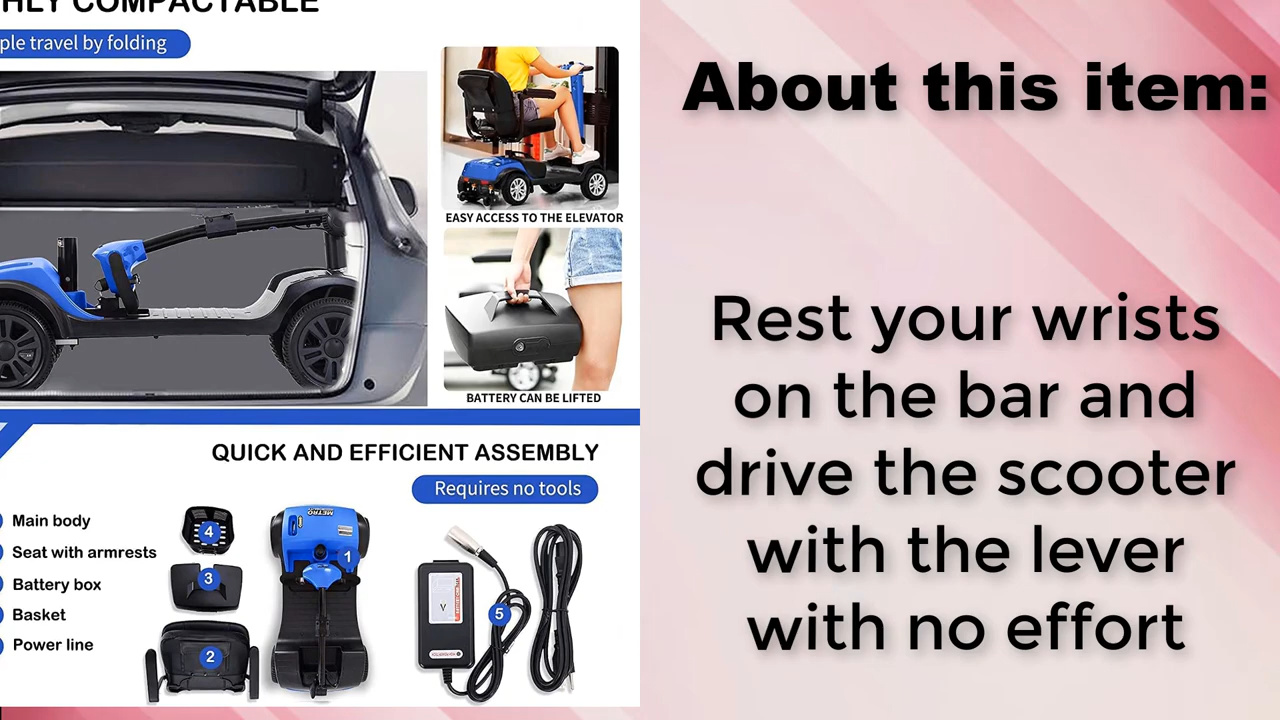 HLY COMPACTABLE
ple travel by folding
EASY ACCESS TO THE ELEVATOR
BATTERY CAN BE LIFTED
QUICK AND EFFICIENT ASSEMBLY
Requires no tools
Main body
Seat with armrests
Battery box
Basket
Power line
4
3
2
METRO
1
V
5
About this item:
Rest your wrists
on the bar and
drive the scooter
with the lever
with no effort